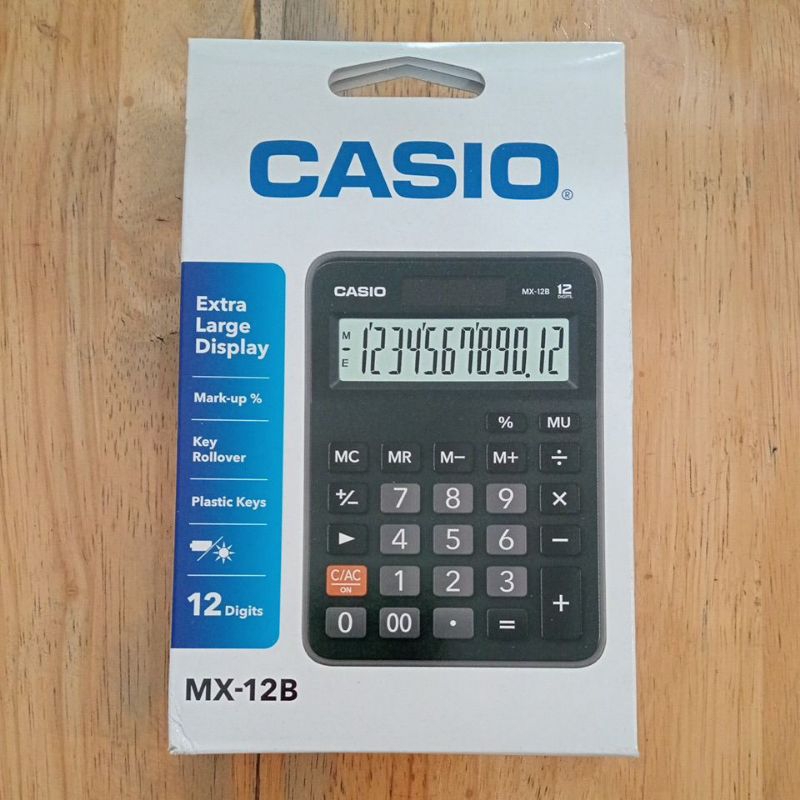 CASIO®
Extra
Large
Display
Mark-up %
Key
Rollover
Plastic Keys
12 Digits
CASIO MX-12B 12
DIGITS
M
E
1234567890.12
% MU
MC MR M− M+ ÷
+/− 7 8 9 ×
► 4 5 6 −
C/AC
ON
1 2 3 +
0 00 · =
MX-12B